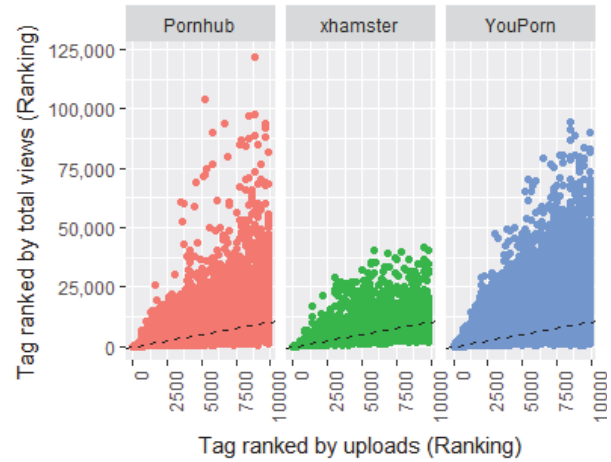 Pornhub xhamster YouPorn
Tag ranked by total views (Ranking)
125,000
100,000
75,000
50,000
25,000
0
0 2500 5000 7500 10000 0 2500 5000 7500 10000 0 2500 5000 7500 10000
Tag ranked by uploads (Ranking)